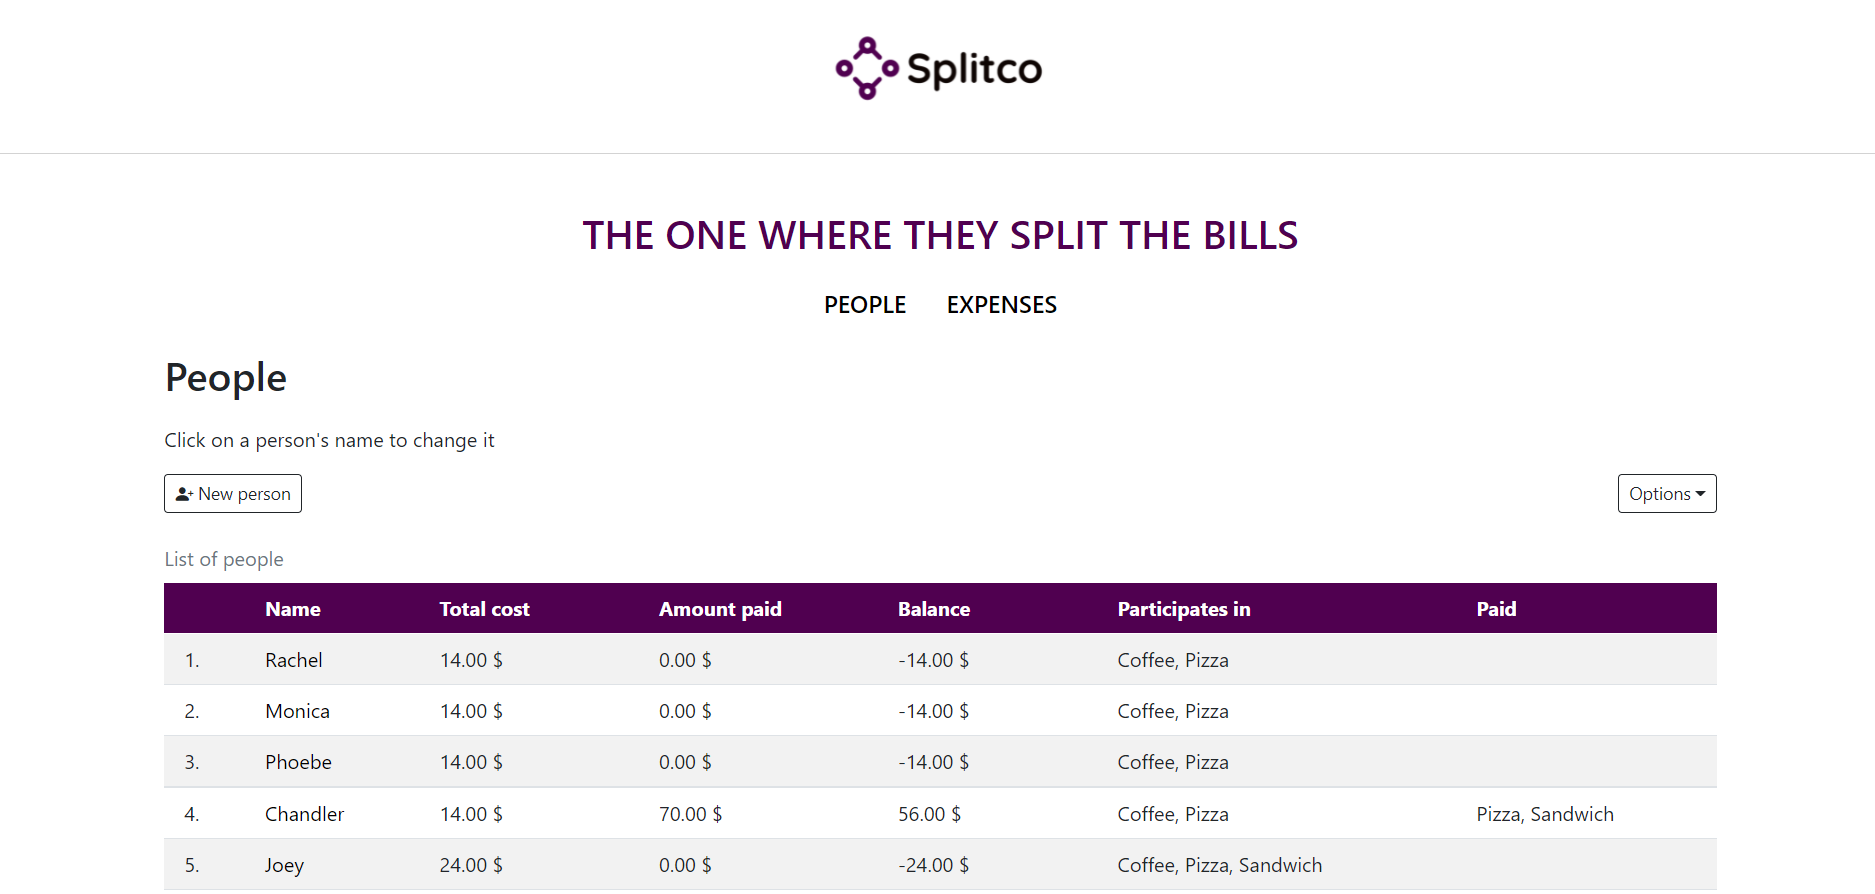 Splitco
THE ONE WHERE THEY SPLIT THE BILLS
PEOPLE EXPENSES
People
Click on a person's name to change it
New person Options
List of people
Name Total cost Amount paid Balance Participates in Paid
1. Rachel 14.00 $ 0.00 $ -14.00 $ Coffee, Pizza
2. Monica 14.00 $ 0.00 $ -14.00 $ Coffee, Pizza
3. Phoebe 14.00 $ 0.00 $ -14.00 $ Coffee, Pizza
4. Chandler 14.00 $ 70.00 $ 56.00 $ Coffee, Pizza Pizza, Sandwich
5. Joey 24.00 $ 0.00 $ -24.00 $ Coffee, Pizza, Sandwich